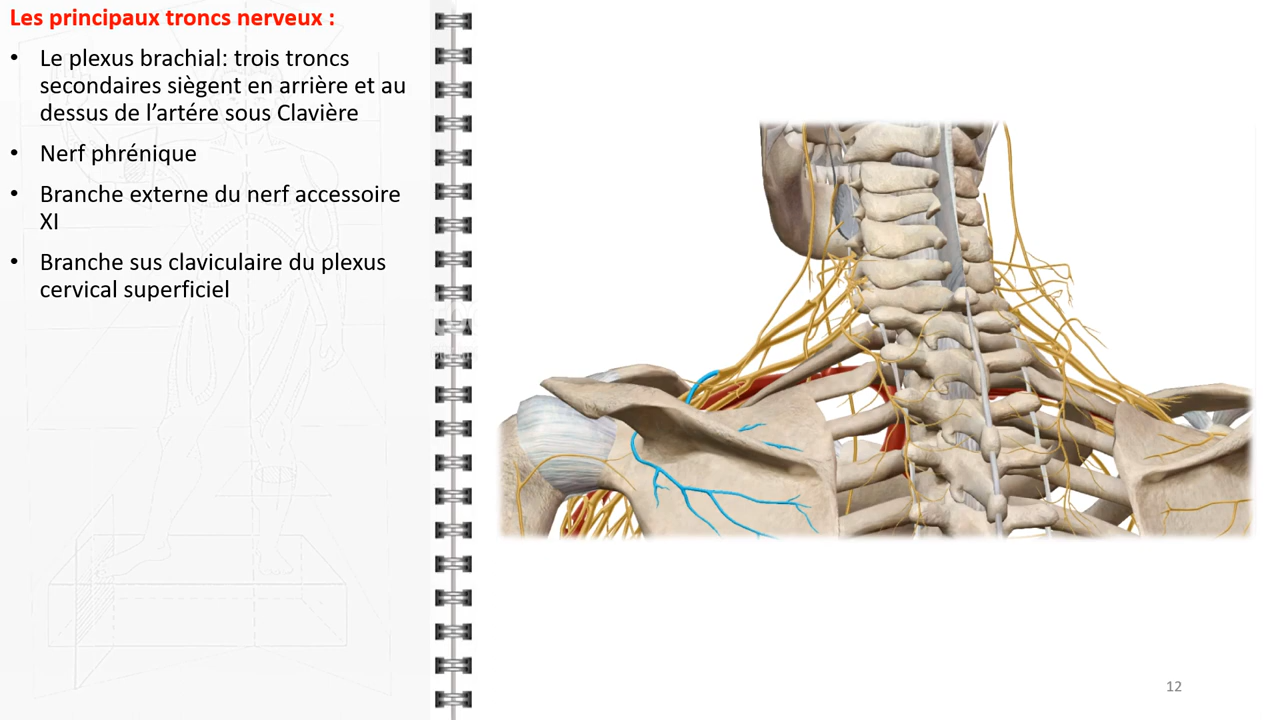 Les principaux troncs nerveux :
• Le plexus brachial: trois troncs
secondaires siègent en arrière et au
dessus de l’artére sous Clavière
• Nerf phrénique
• Branche externe du nerf accessoire
XI
• Branche sus claviculaire du plexus
cervical superficiel
12